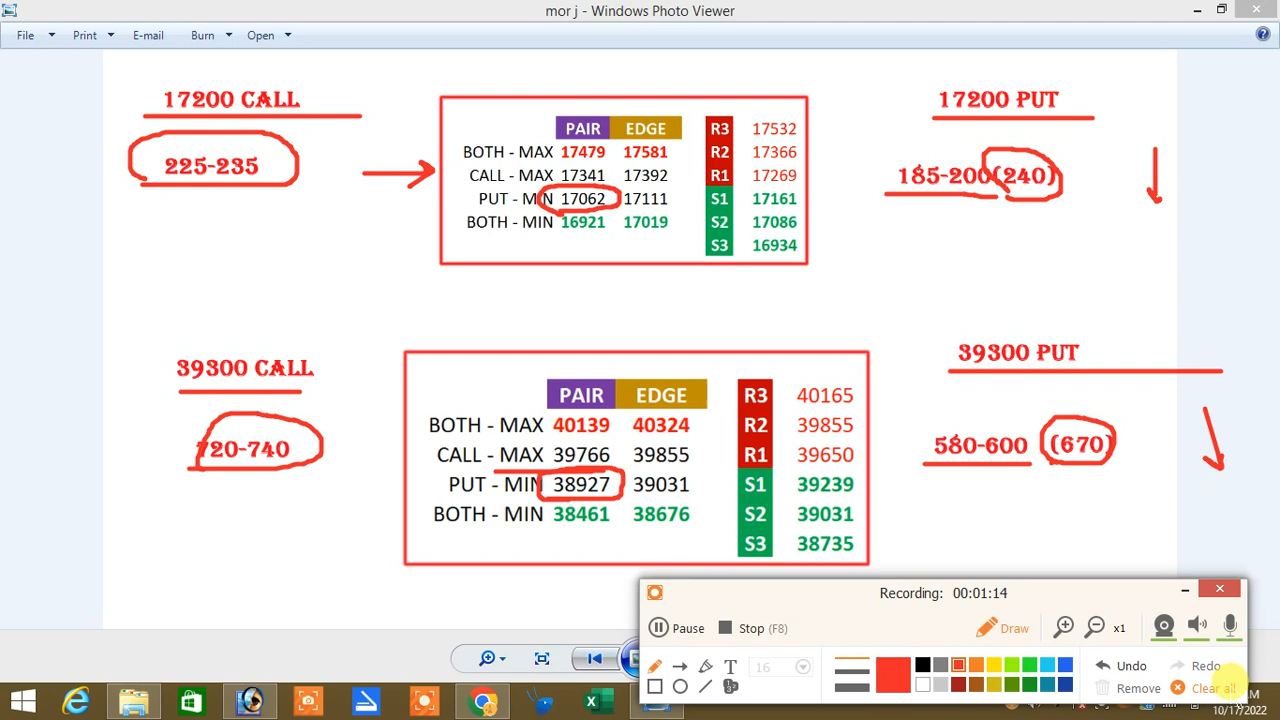 mor j - Windows Photo Viewer
File Print E-mail Burn Open
17200 CALL
225-235
PAIR EDGE
BOTH - MAX 17479 17581
CALL - MAX 17341 17392
PUT - MIN 17062 17111
BOTH - MIN 16921 17019
R3 17532
R2 17366
R1 17269
S1 17161
S2 17086
S3 16934
17200 PUT
185-200(240)
39300 CALL
720-740
PAIR EDGE
BOTH - MAX 40139 40324
CALL - MAX 39766 39855
PUT - MIN 38927 39031
BOTH - MIN 38461 38676
R3 40165
R2 39855
R1 39650
S1 39239
S2 39031
S3 38735
39300 PUT
580-600 (670)
Recording: 00:01:14
Pause Stop (F8) Draw x1
T 16 Undo Redo
Remove Clear all
10/17/2022